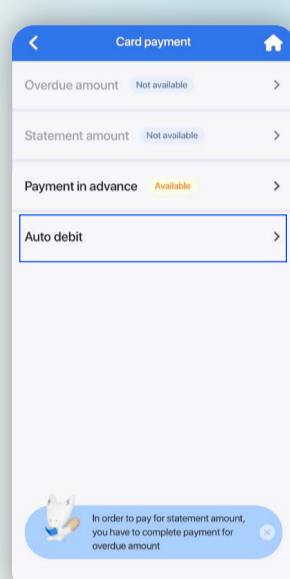 Card payment
Overdue amount Not available
Statement amount Not available
Payment in advance Available
Auto debit
In order to pay for statement amount,
you have to complete payment for
overdue amount